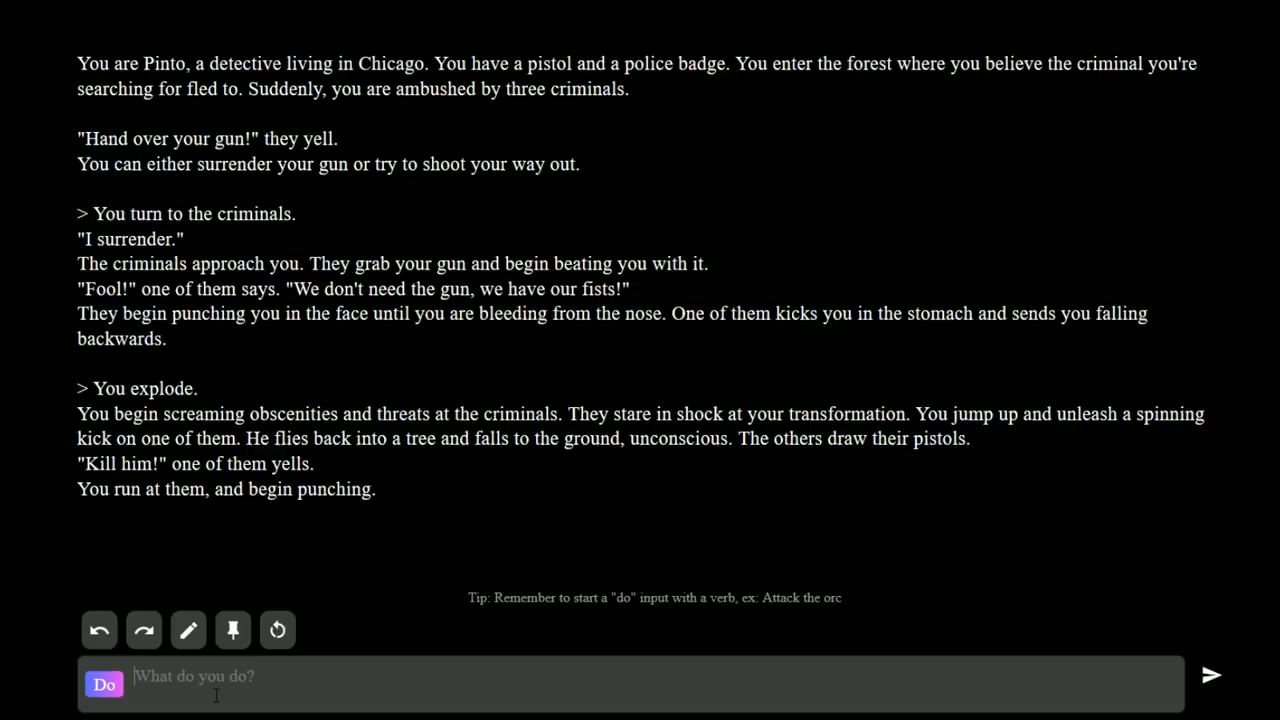 You are Pinto, a detective living in Chicago. You have a pistol and a police badge. You enter the forest where you believe the criminal you're
searching for fled to. Suddenly, you are ambushed by three criminals.
"Hand over your gun!" they yell.
You can either surrender your gun or try to shoot your way out.
> You turn to the criminals.
"I surrender."
The criminals approach you. They grab your gun and begin beating you with it.
"Fool!" one of them says. "We don't need the gun, we have our fists!"
They begin punching you in the face until you are bleeding from the nose. One of them kicks you in the stomach and sends you falling
backwards.
> You explode.
You begin screaming obscenities and threats at the criminals. They stare in shock at your transformation. You jump up and unleash a spinning
kick on one of them. He flies back into a tree and falls to the ground, unconscious. The others draw their pistols.
"Kill him!" one of them yells.
You run at them, and begin punching.
Tip: Remember to start a "do" input with a verb, ex: Attack the orc
Do What do you do?